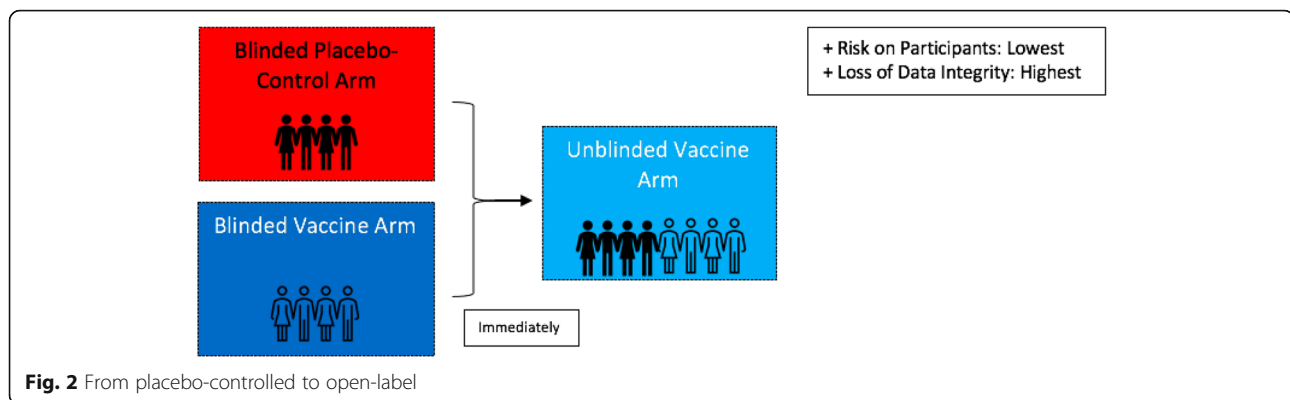 Blinded Placebo-
Control Arm
+ Risk on Participants: Lowest
+ Loss of Data Integrity: Highest
Unblinded Vaccine
Arm
Blinded Vaccine Arm
Immediately
Fig. 2 From placebo-controlled to open-label